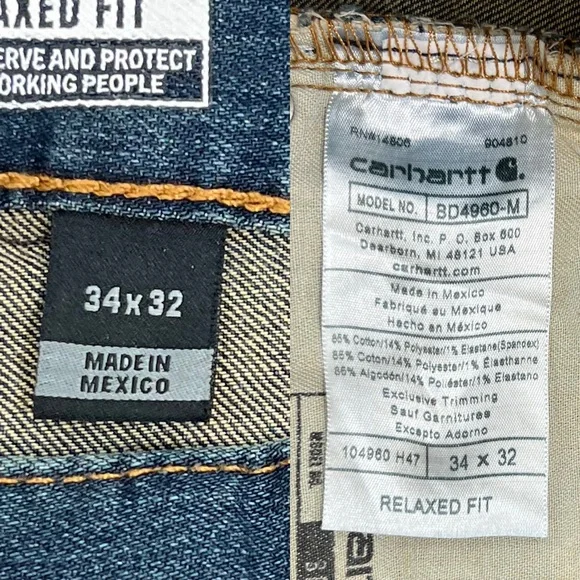 AXED FIT
ERVE AND PROTECT
ORKING PEOPLE
34 x 32
MADE IN
MEXICO
RN#14806 904810
carhartt
MODEL NO. BD4960-M
Carhartt, Inc. P. O. Box 600
Dearborn, MI 48121 USA
carhartt.com
Made in Mexico
Fabriqué au Mexique
Hecho en México
85% Cotton/14% Polyester/1% Elastane(Spandex)
85% Coton/14% Polyester/1% Élasthanne
85% Algodón/14% Poliéster/1% Elastano
Exclusive Trimming
Sauf Garnitures
Excepto Adorno
104960 H47 34 x 32
RELAXED FIT